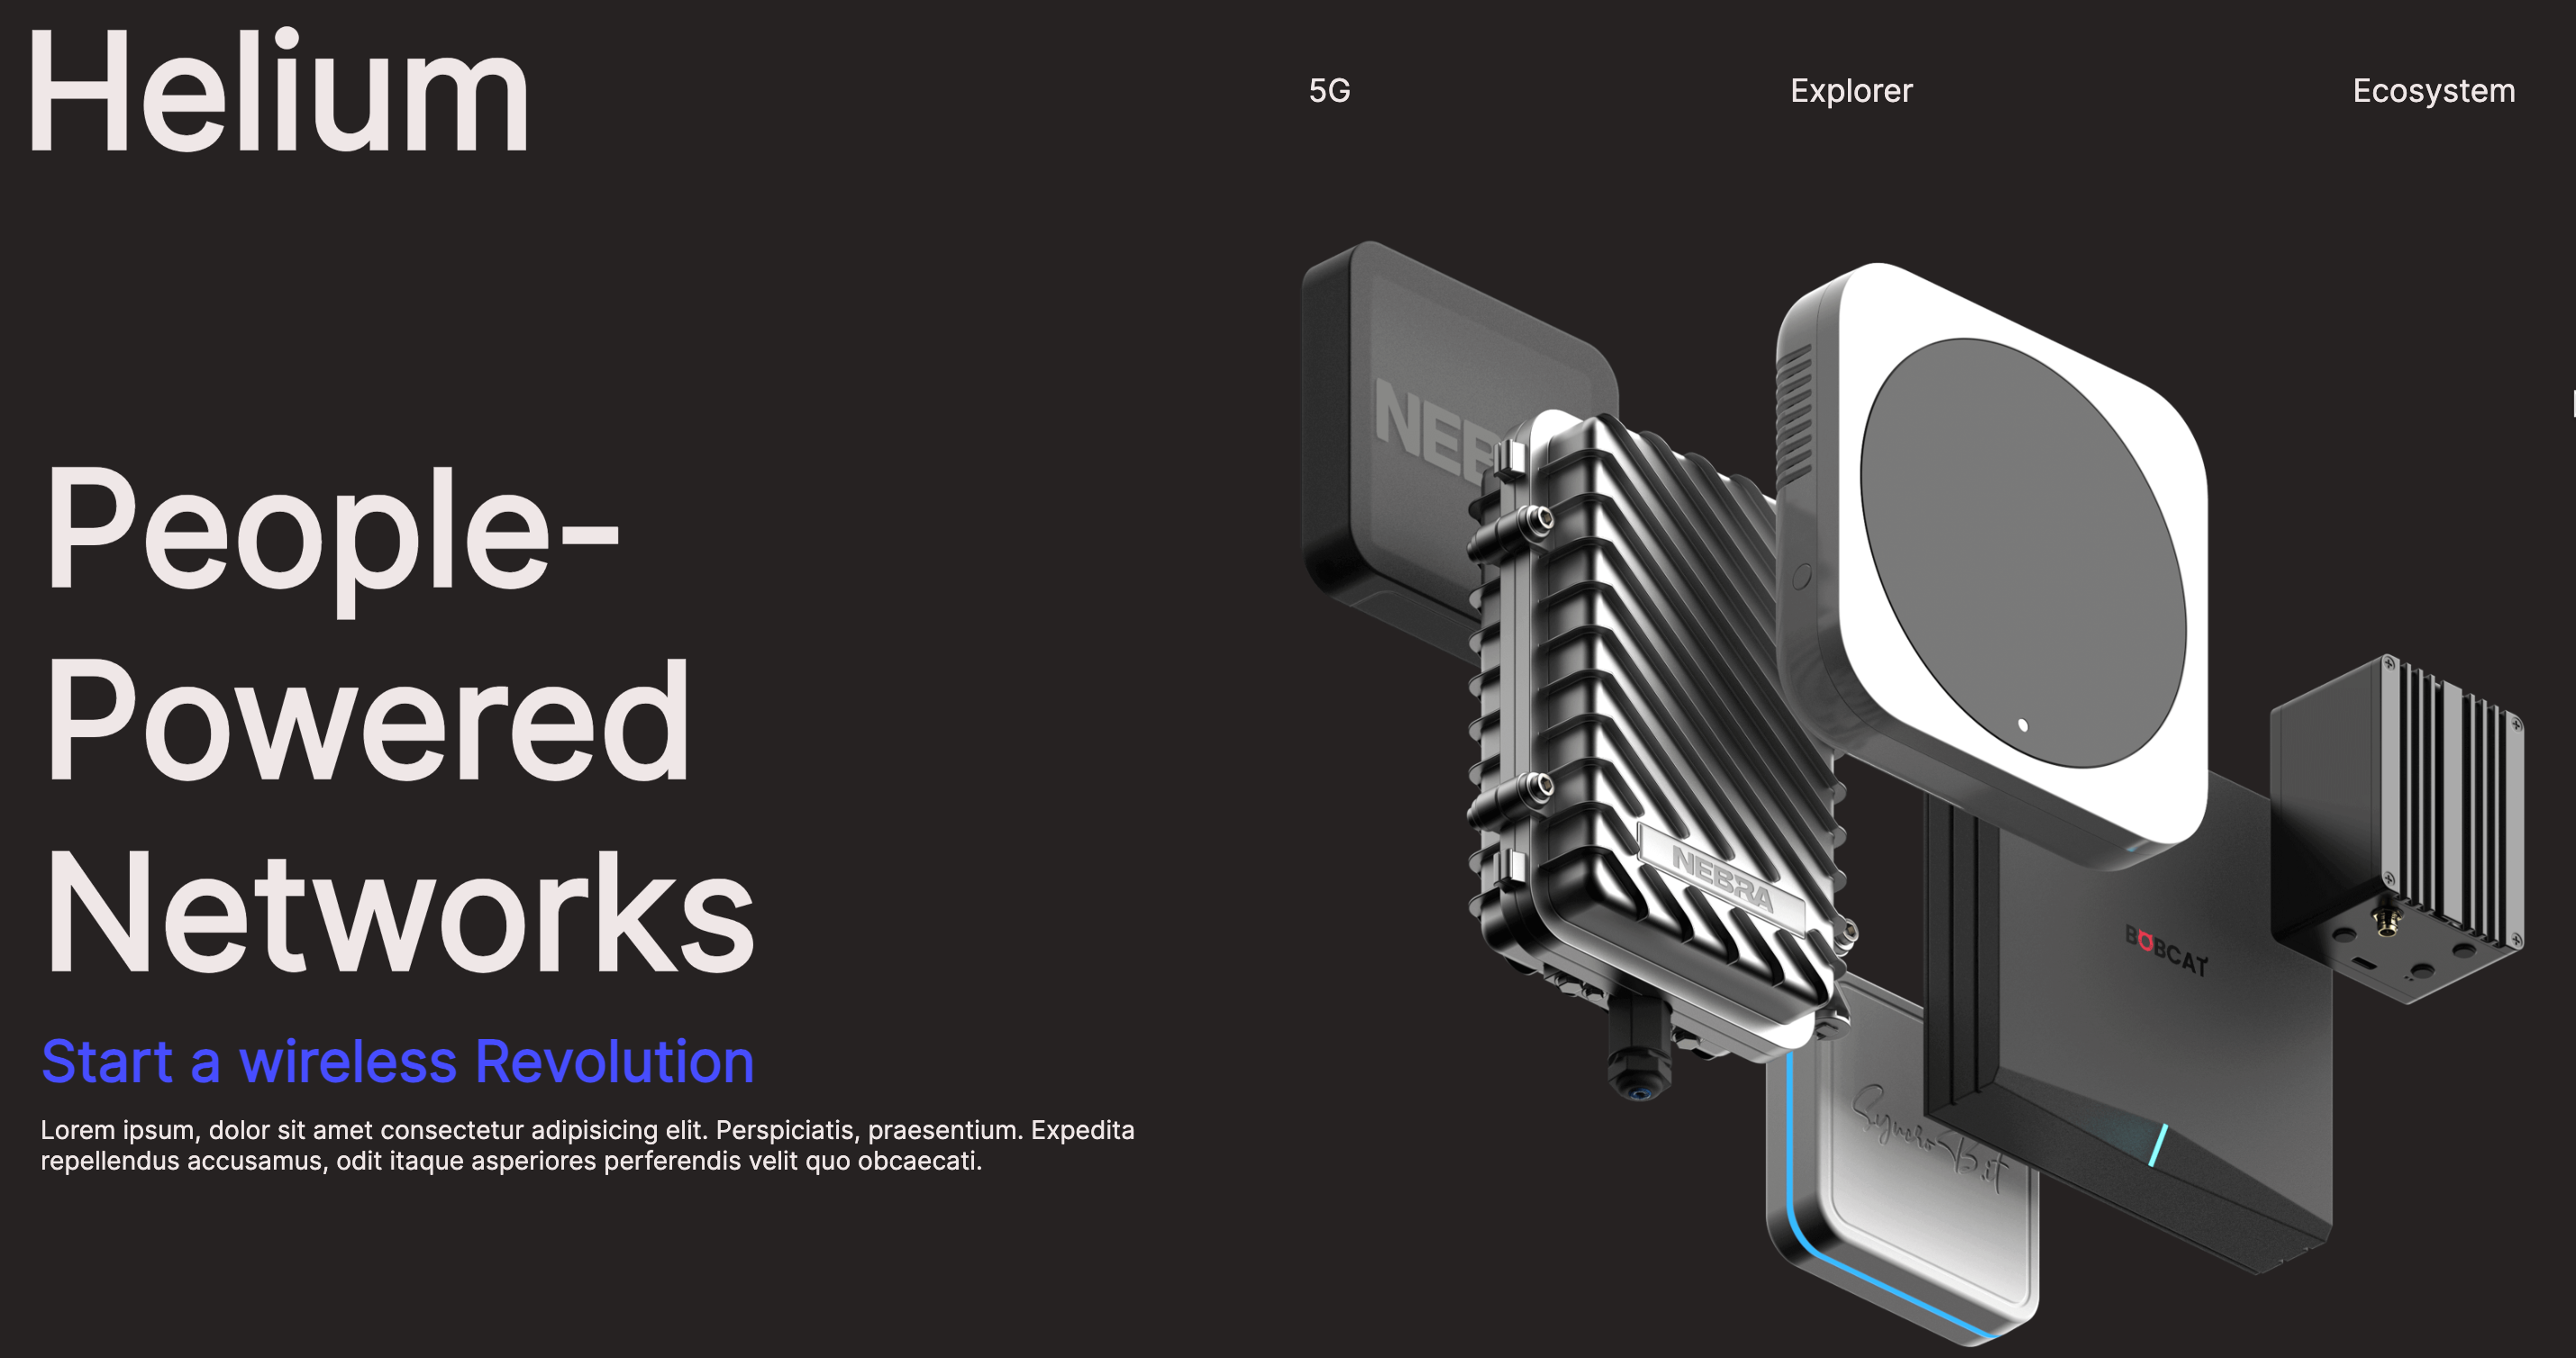 Helium
5G
Explorer
Ecosystem
People-
Powered
Networks
Start a wireless Revolution
Lorem ipsum, dolor sit amet consectetur adipisicing elit. Perspiciatis, praesentium. Expedita
repellendus accusamus, odit itaque asperiores perferendis velit quo obcaecati.
NEB
NEBRA
BOBCAT
SyncroBit